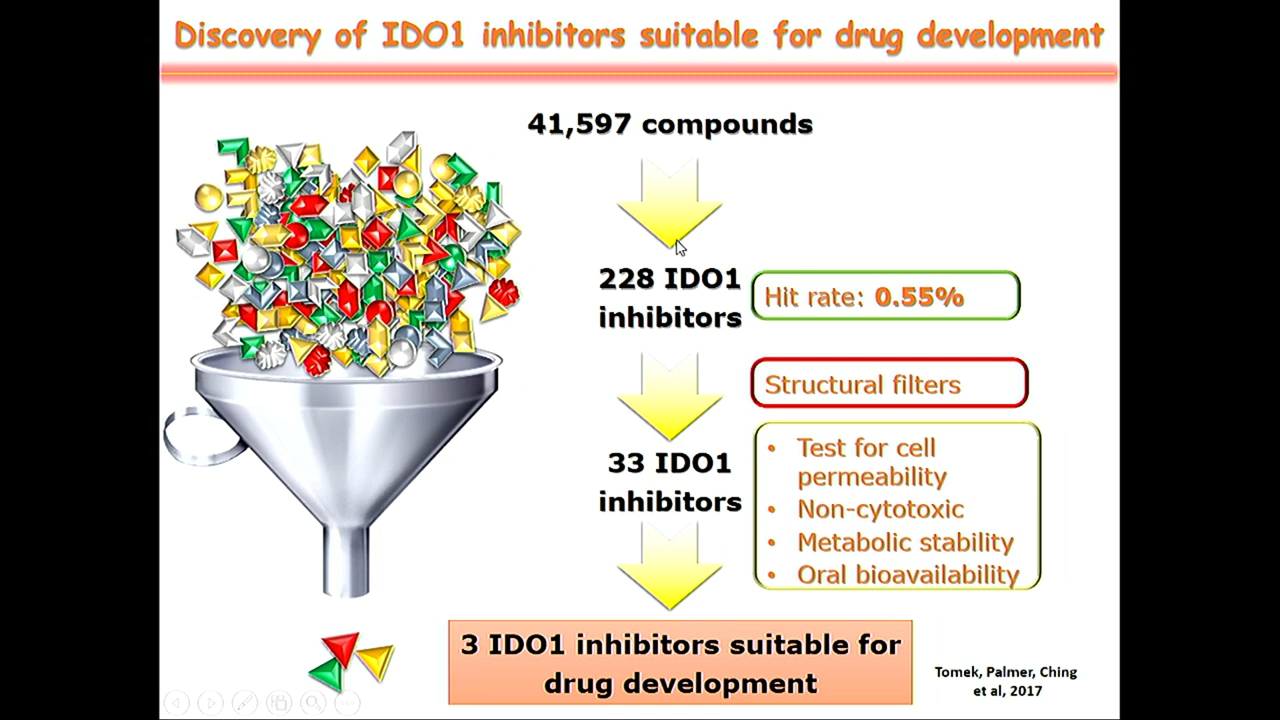 Discovery of IDO1 inhibitors suitable for drug development
41,597 compounds
228 IDO1
inhibitors
Hit rate: 0.55%
Structural filters
33 IDO1
inhibitors
• Test for cell
permeability
• Non-cytotoxic
• Metabolic stability
• Oral bioavailability
3 IDO1 inhibitors suitable for
drug development
Tomek, Palmer, Ching
et al, 2017